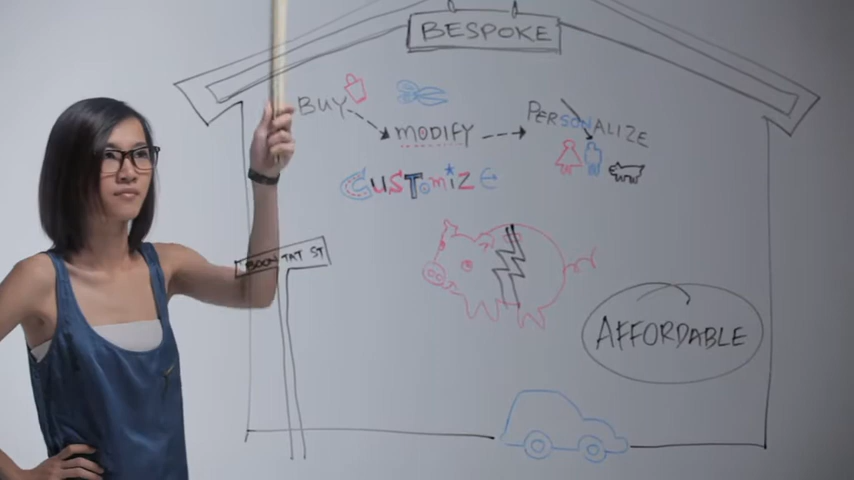 BESPOKE
BUY
MODIFY
PERSONALIZE
CUSTOMIZE
BOON TAT ST
AFFORDABLE